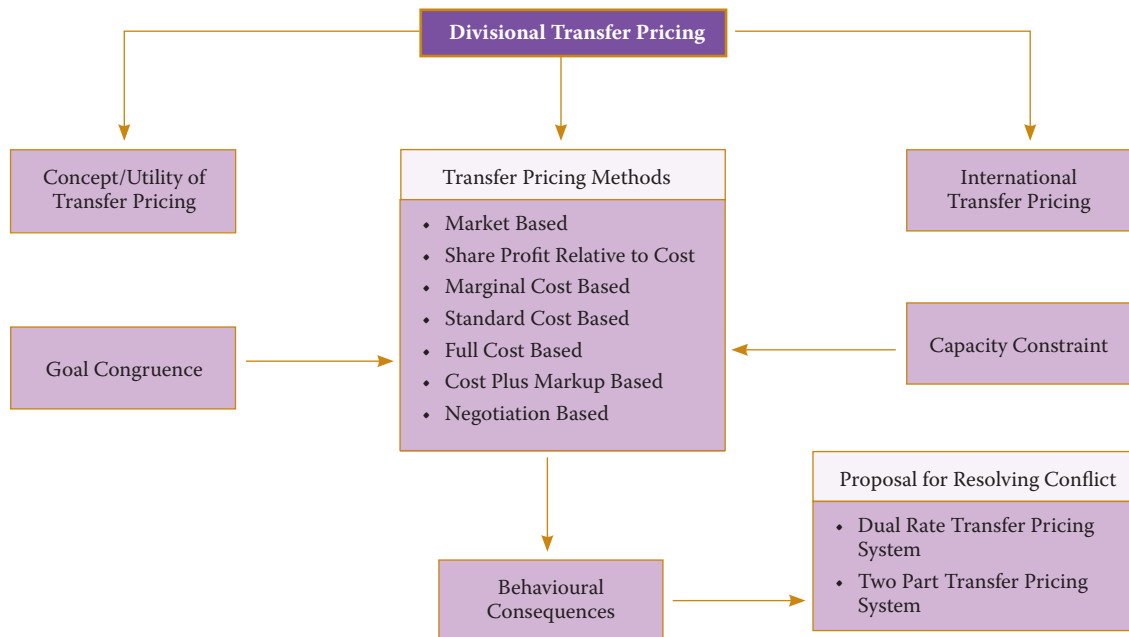 Divisional Transfer Pricing
Concept/Utility of
Transfer Pricing
Transfer Pricing Methods
• Market Based
• Share Profit Relative to Cost
• Marginal Cost Based
• Standard Cost Based
• Full Cost Based
• Cost Plus Markup Based
• Negotiation Based
International
Transfer Pricing
Goal Congruence
Capacity Constraint
Behavioural
Consequences
Proposal for Resolving Conflict
• Dual Rate Transfer Pricing
System
• Two Part Transfer Pricing
System